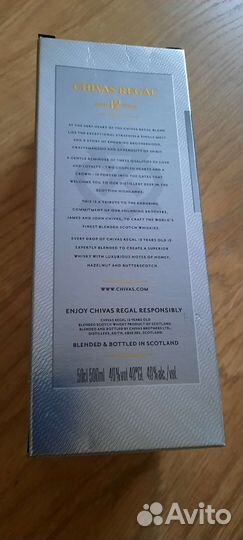 CHIVAS REGAL
12
AT THE VERY HEART OF THE CHIVAS REGAL BLEND
LIES THE EXCEPTIONAL STRATHISLA SINGLE MALT
AND A STORY OF ENDURING BROTHERHOOD,
CRAFTSMANSHIP AND GENEROSITY OF SPIRIT.
A GENTLE REMINDER OF THESE QUALITIES OF LOVE
AND LOYALTY – TWO COUPLED HEARTS AND A
CROWN – IS FORGED INTO THE GATES THAT
WELCOME YOU TO OUR DISTILLERY DEEP IN THE
SCOTTISH HIGHLANDS.
THIS IS A TRIBUTE TO THE ENDURING
COMMITMENT OF OUR FOUNDING BROTHERS,
JAMES AND JOHN CHIVAS, TO CRAFT THE WORLD'S
FINEST BLENDED SCOTCH WHISKIES.
EVERY DROP OF CHIVAS REGAL 12 YEARS OLD IS
EXPERTLY BLENDED TO CREATE A SUPERIOR
WHISKY WITH LUXURIOUS NOTES OF HONEY,
HAZELNUT AND BUTTERSCOTCH.
WWW.CHIVAS.COM
ENJOY CHIVAS REGAL RESPONSIBLY
CHIVAS REGAL 12 YEARS OLD
BLENDED SCOTCH WHISKY PRODUCT OF SCOTLAND
BLENDED AND BOTTLED BY CHIVAS BROTHERS LTD.,
DISTILLERS, KEITH, AB55 5BS, SCOTLAND.
BLENDED & BOTTLED IN SCOTLAND
50cl 500ml 40%vol 40°GL 40% alc./vol.
Avito